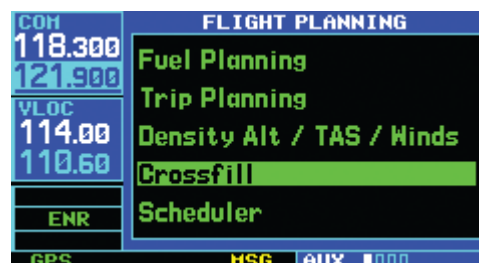 COM
118.300
121.900
VLOC
114.00
110.60
ENR
FLIGHT PLANNING
Fuel Planning
Trip Planning
Density Alt / TAS / Winds
Crossfill
Scheduler
GPS MSG AUX